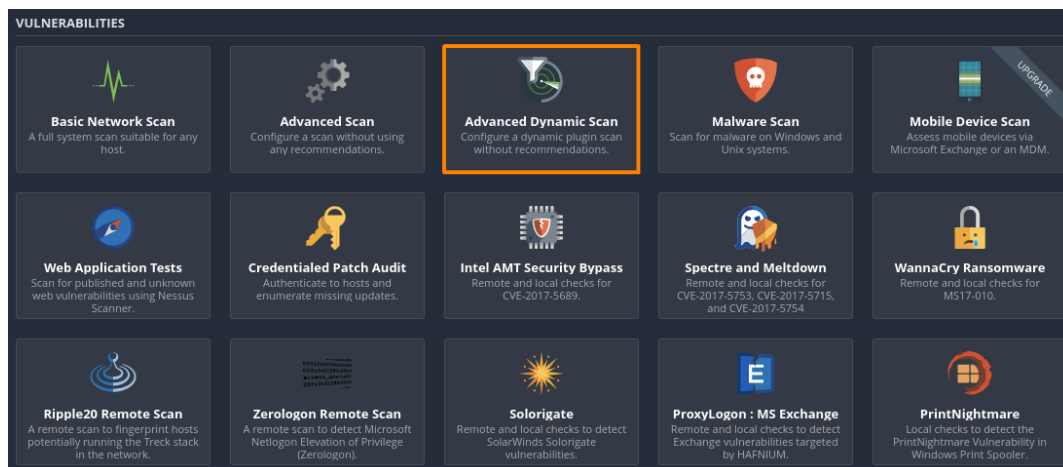 VULNERABILITIES
Basic Network Scan
A full system scan suitable for any
host.
Advanced Scan
Configure a scan without using
any recommendations.
Advanced Dynamic Scan
Configure a dynamic plugin scan
without recommendations.
Malware Scan
Scan for malware on Windows and
Unix systems.
UPGRADE
Mobile Device Scan
Assess mobile devices via
Microsoft Exchange or an MDM.
Web Application Tests
Scan for published and unknown
web vulnerabilities using Nessus
Scanner.
Credentialed Patch Audit
Authenticate to hosts and
enumerate missing updates.
Intel AMT Security Bypass
Remote and local checks for
CVE-2017-5689.
Spectre and Meltdown
Remote and local checks for
CVE-2017-5753, CVE-2017-5715,
and CVE-2017-5754
WannaCry Ransomware
Remote and local checks for
MS17-010.
Ripple20 Remote Scan
A remote scan to fingerprint hosts
potentially running the Treck stack
in the network.
Zerologon Remote Scan
A remote scan to detect Microsoft
Netlogon Elevation of Privilege
(Zerologon).
Solorigate
Remote and local checks to detect
SolarWinds Solorigate
vulnerabilities.
E
ProxyLogon : MS Exchange
Remote and local checks to detect
Exchange vulnerabilities targeted
by HAFNIUM.
PrintNightmare
Local checks to detect the
PrintNightmare Vulnerability in
Windows Print Spooler.